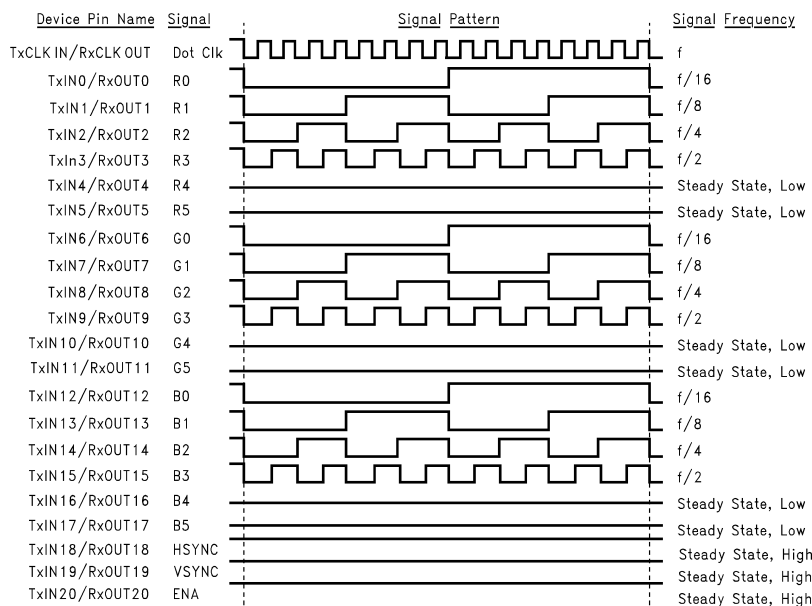 Device Pin Name Signal Signal Pattern Signal Frequency
TxCLK IN/RxCLK OUT Dot Clk f
TxIN0/RxOUT0 R0 f/16
TxIN1/RxOUT1 R1 f/8
TxIN2/RxOUT2 R2 f/4
TxIn3/RxOUT3 R3 f/2
TxIN4/RxOUT4 R4 Steady State, Low
TxIN5/RxOUT5 R5 Steady State, Low
TxIN6/RxOUT6 G0 f/16
TxIN7/RxOUT7 G1 f/8
TxIN8/RxOUT8 G2 f/4
TxIN9/RxOUT9 G3 f/2
TxIN10/RxOUT10 G4 Steady State, Low
TxIN11/RxOUT11 G5 Steady State, Low
TxIN12/RxOUT12 B0 f/16
TxIN13/RxOUT13 B1 f/8
TxIN14/RxOUT14 B2 f/4
TxIN15/RxOUT15 B3 f/2
TxIN16/RxOUT16 B4 Steady State, Low
TxIN17/RxOUT17 B5 Steady State, Low
TxIN18/RxOUT18 HSYNC Steady State, High
TxIN19/RxOUT19 VSYNC Steady State, High
TxIN20/RxOUT20 ENA Steady State, High